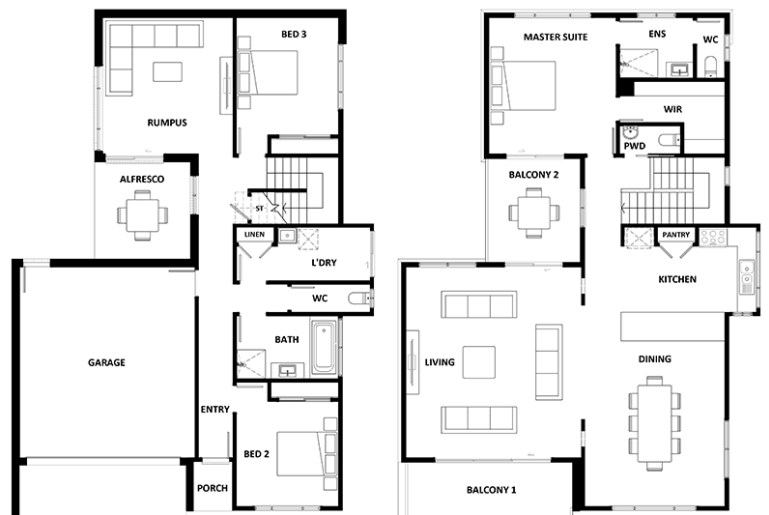 BED 3
RUMPUS
ALFRESCO
ST
LINEN
L'DRY
WC
BATH
GARAGE
ENTRY
BED 2
PORCH
MASTER SUITE
ENS
WC
WIR
PWD
BALCONY 2
PANTRY
KITCHEN
LIVING
DINING
BALCONY 1